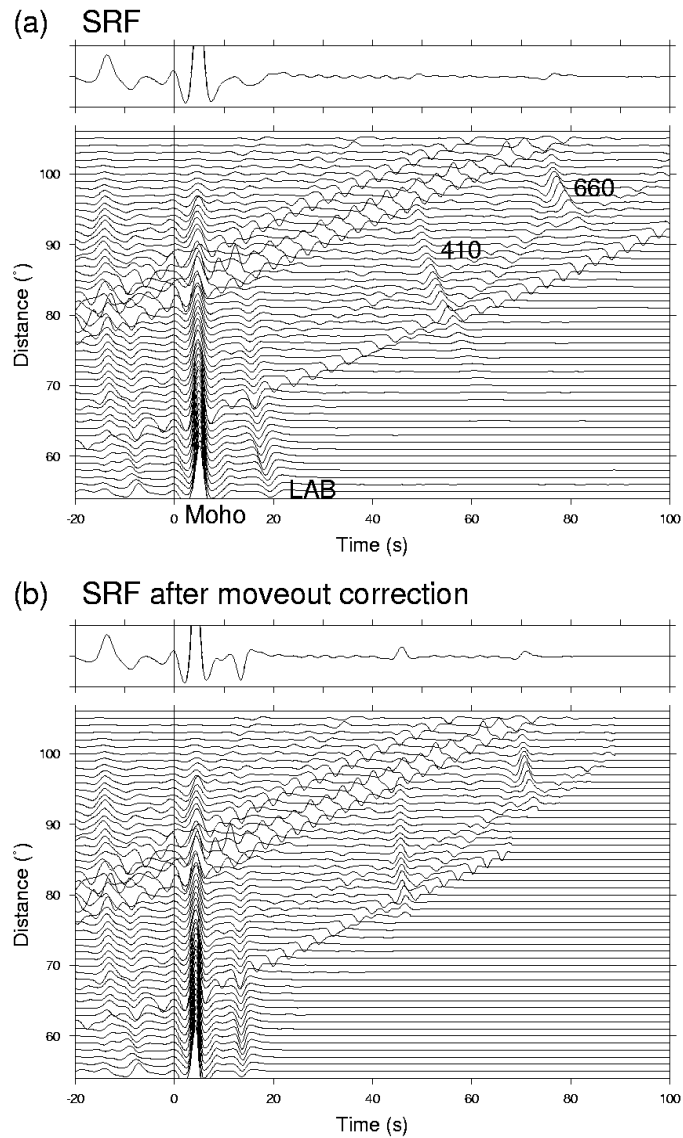 (a) SRF
100
660
90
410
Distance (˚)
80
70
60
LAB
-20 0 20 40 60 80 100
Moho
Time (s)
(b) SRF after moveout correction
100
90
Distance (˚)
80
70
60
-20 0 20 40 60 80 100
Time (s)